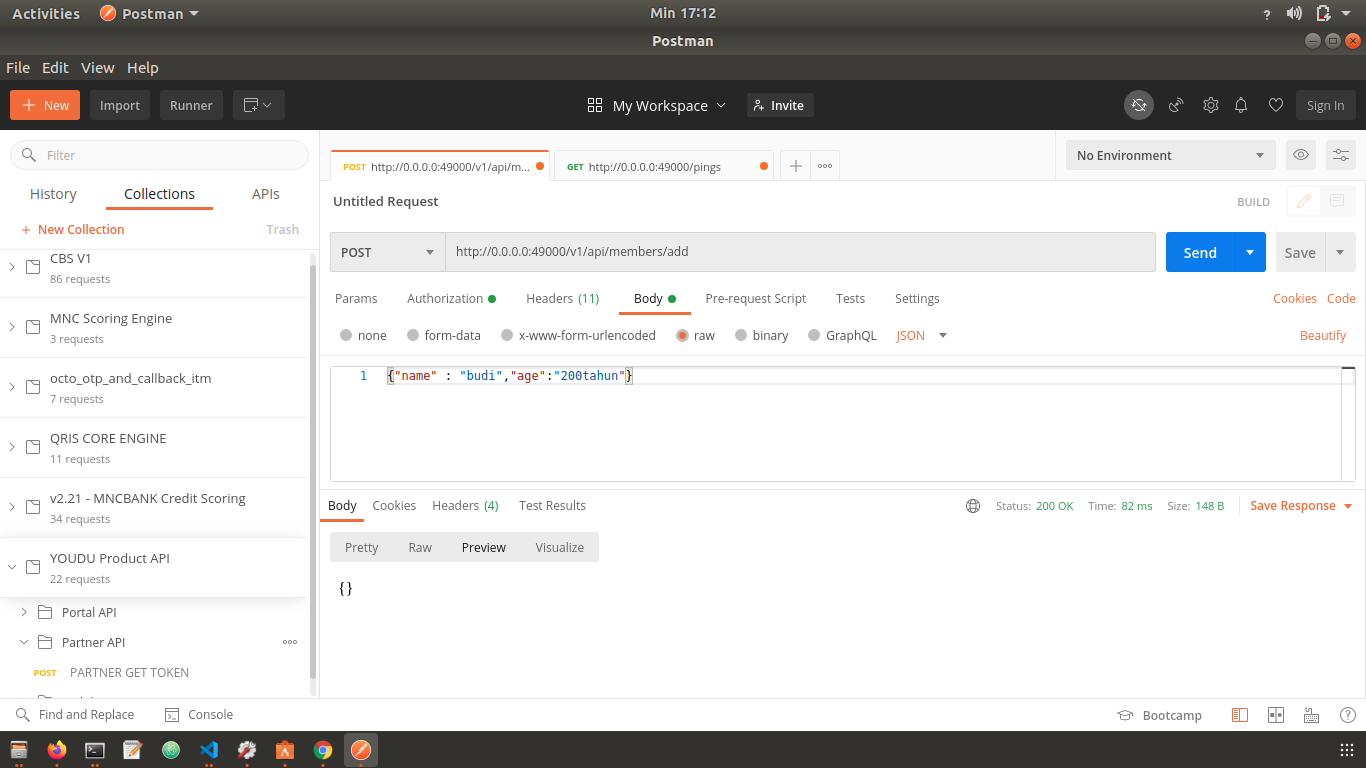 Activities Postman Min 17:12 ?
Postman
File Edit View Help
+ New Import Runner My Workspace Invite Sign In
Filter
History Collections APIs
+ New Collection Trash
CBS V1
86 requests
MNC Scoring Engine
3 requests
octo_otp_and_callback_itm
7 requests
QRIS CORE ENGINE
11 requests
v2.21 - MNCBANK Credit Scoring
34 requests
YOUDU Product API
22 requests
Portal API
Partner API
POST PARTNER GET TOKEN
POST http://0.0.0.0:49000/v1/api/m... GET http://0.0.0.0:49000/pings No Environment
Untitled Request BUILD
POST http://0.0.0.0:49000/v1/api/members/add Send Save
Params Authorization Headers (11) Body Pre-request Script Tests Settings Cookies Code
none form-data x-www-form-urlencoded raw binary GraphQL JSON Beautify
1 {"name" : "budi","age":"200tahun"}
Body Cookies Headers (4) Test Results Status: 200 OK Time: 82 ms Size: 148 B Save Response
Pretty Raw Preview Visualize
{}
Find and Replace Console Bootcamp ?